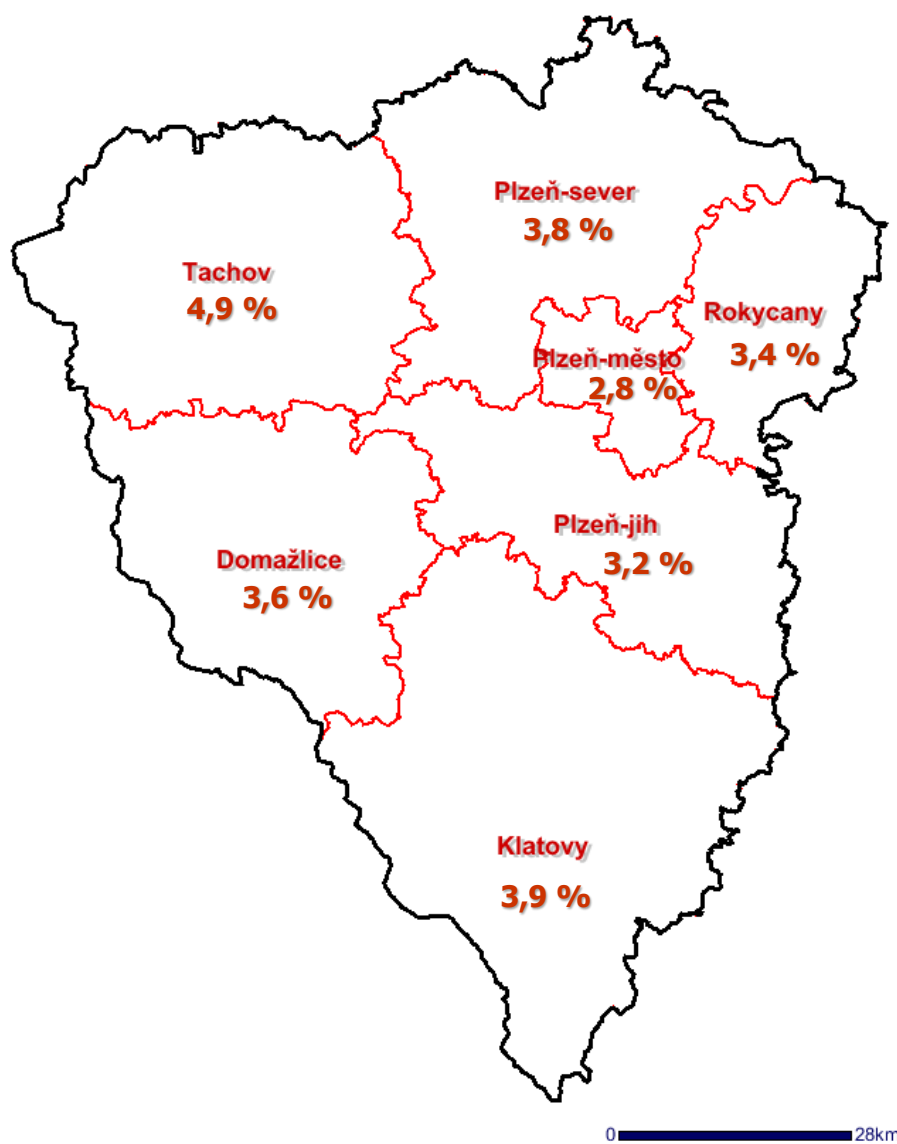 Plzeň-sever
3,8 %
Tachov
4,9 %
Rokycany
3,4 %
Plzeň-město
2,8 %
Plzeň-jih
3,2 %
Domažlice
3,6 %
Klatovy
3,9 %
0 28km